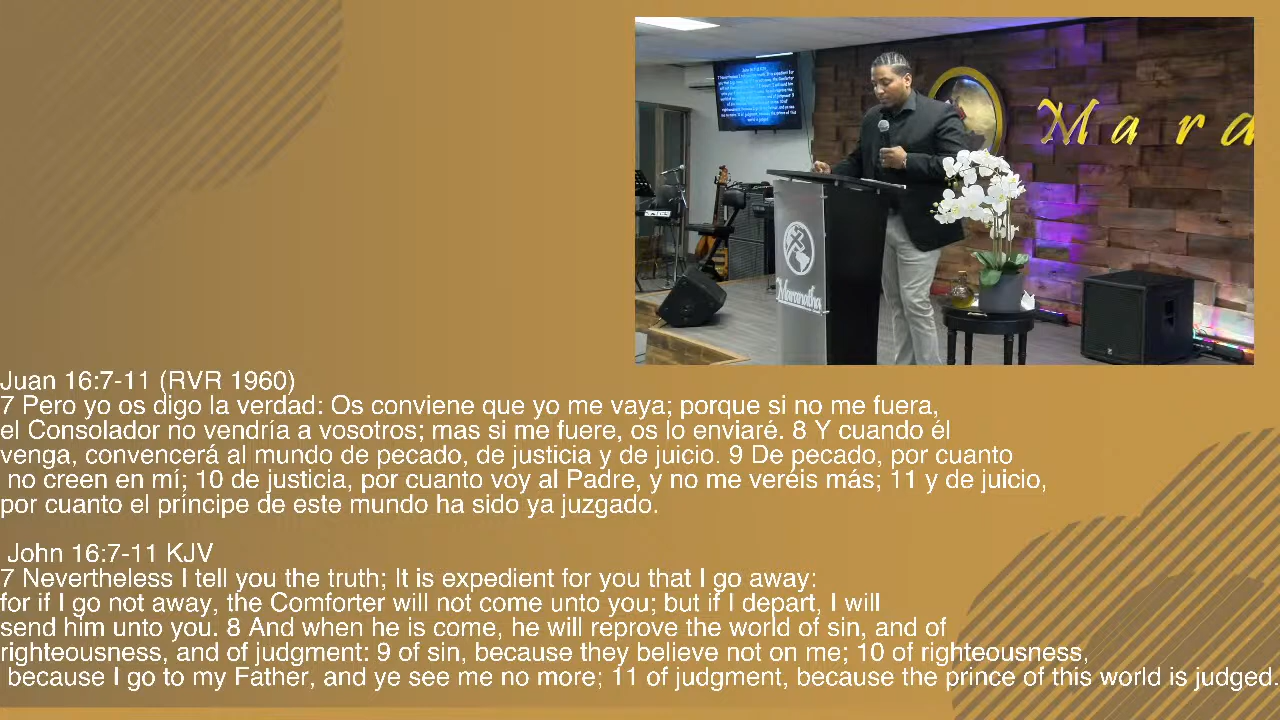 John 16:7-11 KJV
Mara
Maranatha
Juan 16:7-11 (RVR 1960)
7 Pero yo os digo la verdad: Os conviene que yo me vaya; porque si no me fuera,
el Consolador no vendría a vosotros; mas si me fuere, os lo enviaré. 8 Y cuando él
venga, convencerá al mundo de pecado, de justicia y de juicio. 9 De pecado, por cuanto
no creen en mí; 10 de justicia, por cuanto voy al Padre, y no me veréis más; 11 y de juicio,
por cuanto el príncipe de este mundo ha sido ya juzgado.
John 16:7-11 KJV
7 Nevertheless I tell you the truth; It is expedient for you that I go away:
for if I go not away, the Comforter will not come unto you; but if I depart, I will
send him unto you. 8 And when he is come, he will reprove the world of sin, and of
righteousness, and of judgment: 9 of sin, because they believe not on me; 10 of righteousness,
because I go to my Father, and ye see me no more; 11 of judgment, because the prince of this world is judged.